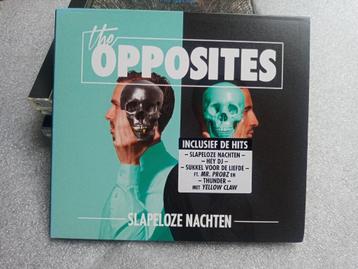 the
OPPOSITES
INCLUSIEF DE HITS
– SLAPELOZE NACHTEN –
– HEY DJ –
– SUKKEL VOOR DE LIEFDE –
FT. MR. PROBZ EN
– THUNDER –
MET YELLOW CLAW
SLAPELOZE NACHTEN